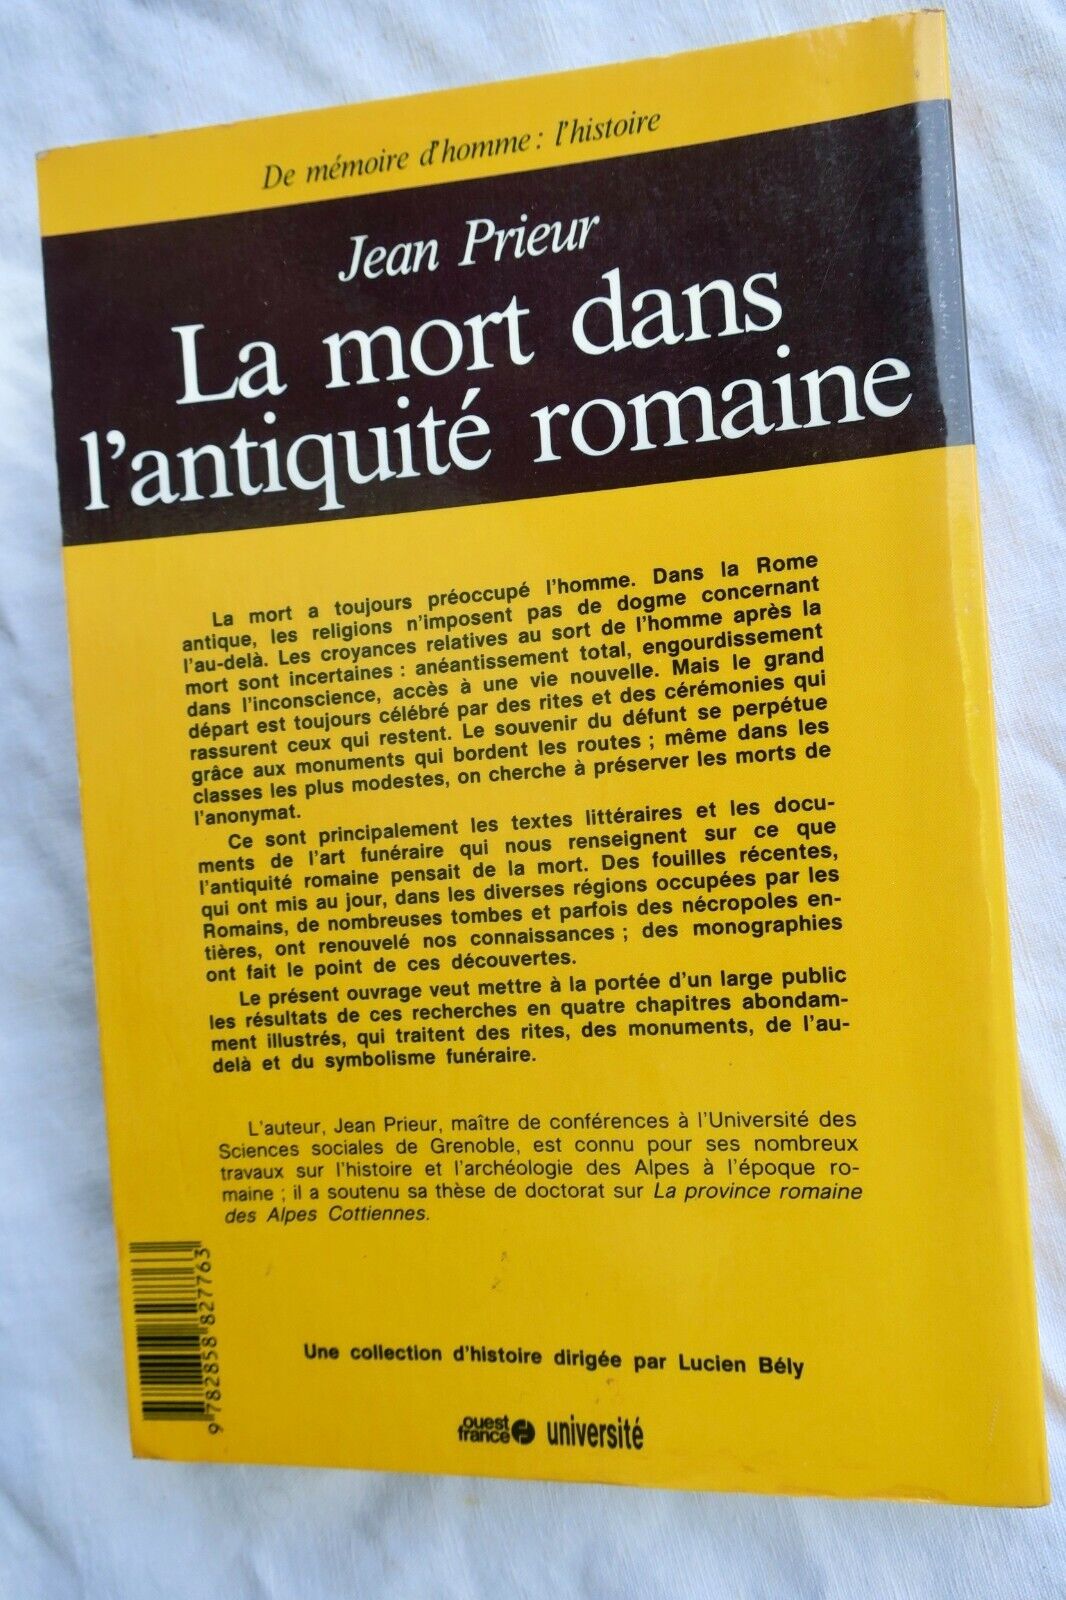 De mémoire d'homme : l'histoire
Jean Prieur
La mort dans
l'antiquité romaine
La mort a toujours préoccupé l'homme. Dans la Rome
antique, les religions n'imposent pas de dogme concernant
l'au-delà. Les croyances relatives au sort de l'homme après la
mort sont incertaines : anéantissement total, engourdissement
dans l'inconscience, accès à une vie nouvelle. Mais le grand
départ est toujours célébré par des rites et des cérémonies qui
rassurent ceux qui restent. Le souvenir du défunt se perpétue
grâce aux monuments qui bordent les routes ; même dans les
classes les plus modestes, on cherche à préserver les morts de
l'anonymat.
Ce sont principalement les textes littéraires et les docu-
ments de l'art funéraire qui nous renseignent sur ce que
l'antiquité romaine pensait de la mort. Des fouilles récentes,
qui ont mis au jour, dans les diverses régions occupées par les
Romains, de nombreuses tombes et parfois des nécropoles en-
tières, ont renouvelé nos connaissances ; des monographies
ont fait le point de ces découvertes.
Le présent ouvrage veut mettre à la portée d'un large public
les résultats de ces recherches en quatre chapitres abondam-
ment illustrés, qui traitent des rites, des monuments, de l'au-
delà et du symbolisme funéraire.
L'auteur, Jean Prieur, maître de conférences à l'Université des
Sciences sociales de Grenoble, est connu pour ses nombreux
travaux sur l'histoire et l'archéologie des Alpes à l'époque ro-
maine ; il a soutenu sa thèse de doctorat sur La province romaine
des Alpes Cottiennes.
9 782858 827763
Une collection d'histoire dirigée par Lucien Bély
ouest
france université